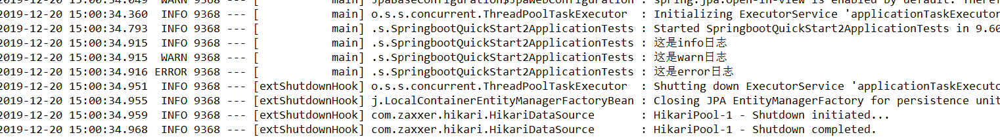 2019-12-20 15:00:34.049  WARN 9368 --- [           main] JpaBaseConfiguration$JpaWebConfiguration : spring.jpa.open-in-view is enabled by default. Theref
2019-12-20 15:00:34.360  INFO 9368 --- [           main] o.s.s.concurrent.ThreadPoolTaskExecutor  : Initializing ExecutorService 'applicationTaskExecutor
2019-12-20 15:00:34.793  INFO 9368 --- [           main] .s.SpringbootQuickStart2ApplicationTests : Started SpringbootQuickStart2ApplicationTests in 9.60
2019-12-20 15:00:34.915  INFO 9368 --- [           main] .s.SpringbootQuickStart2ApplicationTests : 这是info日志
2019-12-20 15:00:34.915  WARN 9368 --- [           main] .s.SpringbootQuickStart2ApplicationTests : 这是warn日志
2019-12-20 15:00:34.916 ERROR 9368 --- [           main] .s.SpringbootQuickStart2ApplicationTests : 这是error日志
2019-12-20 15:00:34.951  INFO 9368 --- [extShutdownHook] o.s.s.concurrent.ThreadPoolTaskExecutor  : Shutting down ExecutorService 'applicationTaskExecuto
2019-12-20 15:00:34.955  INFO 9368 --- [extShutdownHook] j.LocalContainerEntityManagerFactoryBean : Closing JPA EntityManagerFactory for persistence unit
2019-12-20 15:00:34.959  INFO 9368 --- [extShutdownHook] com.zaxxer.hikari.HikariDataSource       : HikariPool-1 - Shutdown initiated...
2019-12-20 15:00:34.968  INFO 9368 --- [extShutdownHook] com.zaxxer.hikari.HikariDataSource       : HikariPool-1 - Shutdown completed.